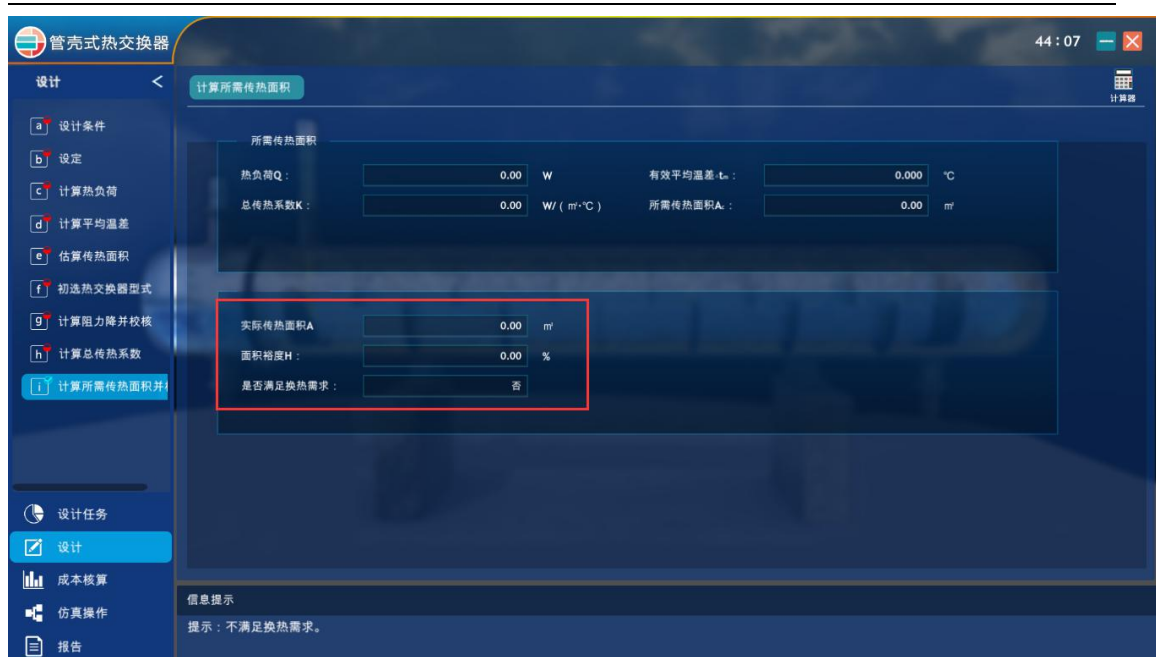 管壳式热交换器
44：07
设计 <
计算所需传热面积
计算器
a 设计条件
b 设定
c 计算热负荷
d 计算平均温差
e 估算传热面积
f 初选热交换器型式
g 计算阻力降并校核
h 计算总传热系数
i 计算所需传热面积并
所需传热面积
热负荷Q： 0.00 W 有效平均温差 tₘ： 0.000 ℃
总传热系数K： 0.00 W/（㎡·℃） 所需传热面积A： 0.00 ㎡
实际传热面积A 0.00 ㎡
面积裕度H： 0.00 %
是否满足换热需求： 否
设计任务
设计
成本核算
仿真操作
报告
信息提示
提示：不满足换热需求。